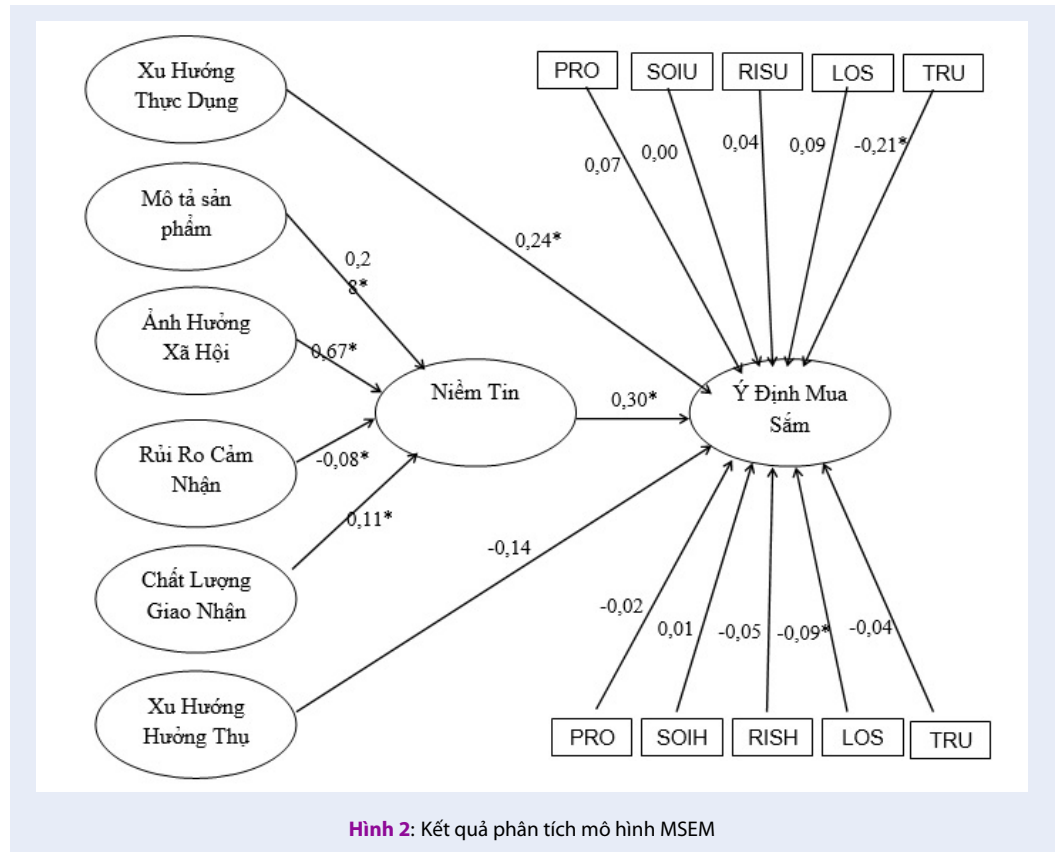 Xu Hướng
Thực Dụng
Mô tả sản
phẩm
Ảnh Hưởng
Xã Hội
Rủi Ro Cảm
Nhận
Chất Lượng
Giao Nhận
Xu Hướng
Hưởng Thụ
0,24*
0,2
8*
0,67*
-0,08*
0,11*
-0,14
Niềm Tin
0,30*
PRO
SOIU
RISU
LOS
TRU
0,07
0,00
0,04
0,09
-0,21*
Ý Định Mua
Sắm
-0,02
0,01
-0,05
-0,09*
-0,04
PRO
SOIH
RISH
LOS
TRU
Hình 2: Kết quả phân tích mô hình MSEM